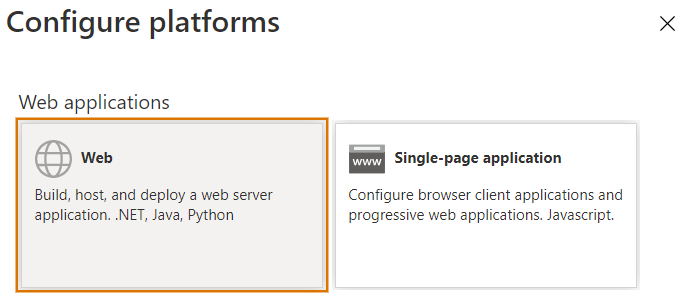 Configure platforms
Web applications
Web
Build, host, and deploy a web server
application. .NET, Java, Python
www
Single-page application
Configure browser client applications and
progressive web applications. Javascript.